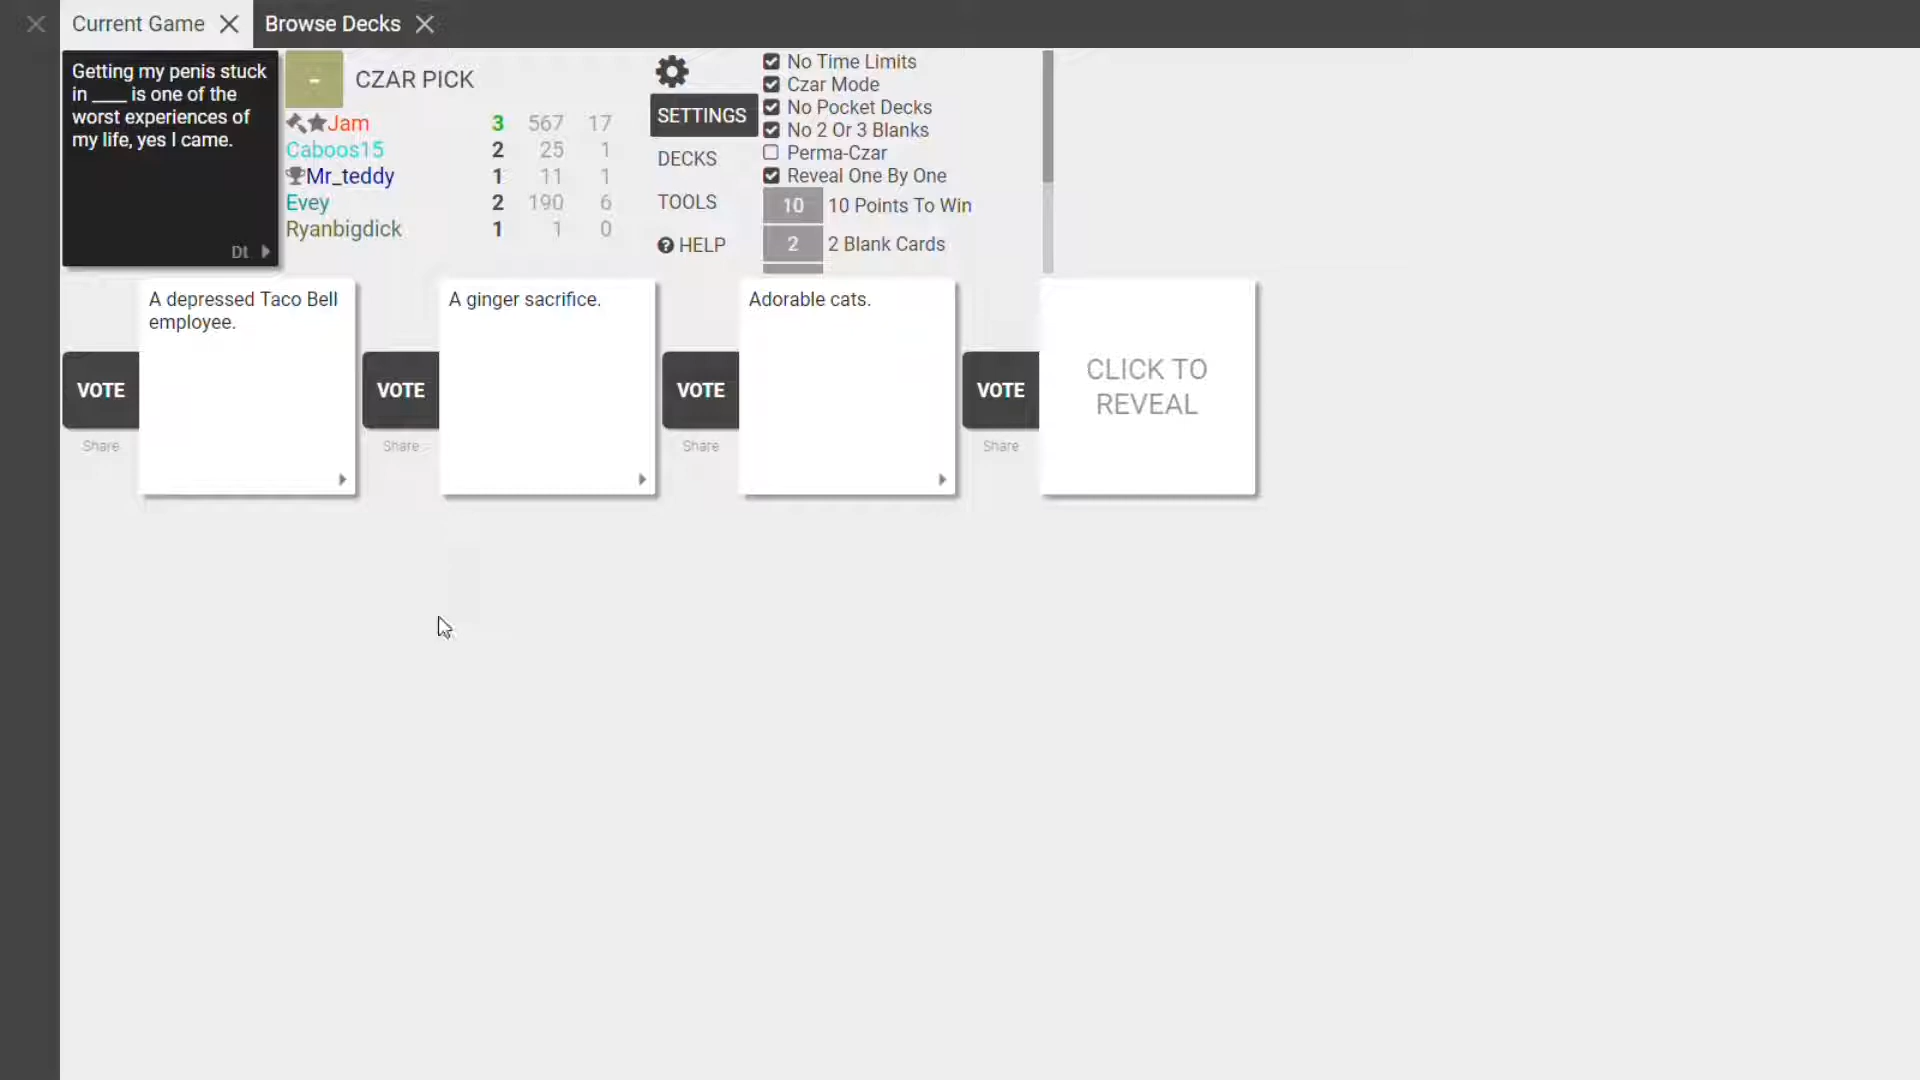 Current Game
Browse Decks
Getting my penis stuck
in ____ is one of the
worst experiences of
my life, yes I came.
Dt
-
CZAR PICK
Jam 3 567 17
Caboos15 2 25 1
Mr_teddy 1 11 1
Evey 2 190 6
Ryanbigdick 1 1 0
SETTINGS
DECKS
TOOLS
HELP
No Time Limits
Czar Mode
No Pocket Decks
No 2 Or 3 Blanks
Perma-Czar
Reveal One By One
10 10 Points To Win
2 2 Blank Cards
VOTE
Share
A depressed Taco Bell
employee.
VOTE
Share
A ginger sacrifice.
VOTE
Share
Adorable cats.
VOTE
Share
CLICK TO
REVEAL